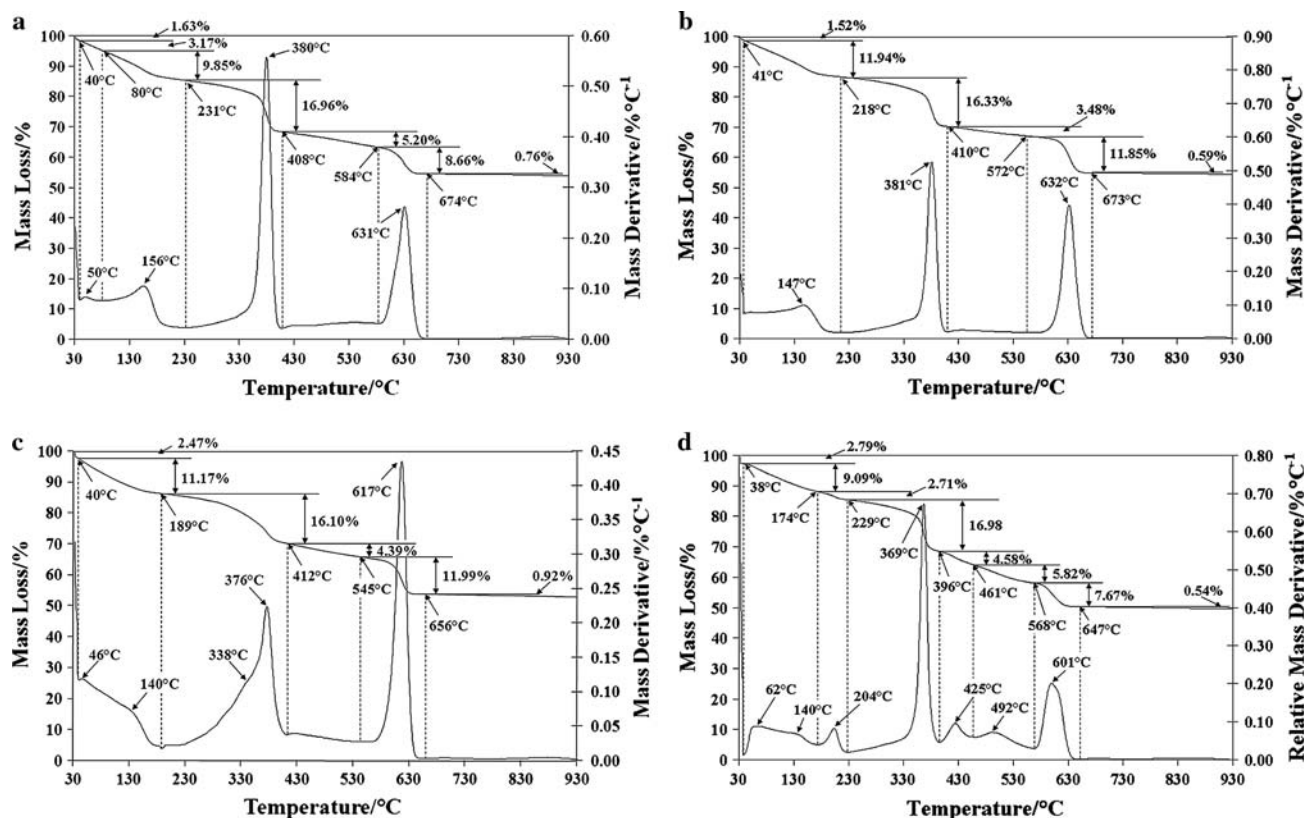 a
1.63%
3.17%
40°C
80°C
9.85%
231°C
380°C
16.96%
408°C
5.20%
584°C
8.66%
674°C
0.76%
50°C
156°C
631°C
100
90
80
70
60
50
40
30
20
10
0
0.60
0.50
0.40
0.30
0.20
0.10
0.00
30 130 230 330 430 530 630 730 830 930
Mass Loss/%
Mass Derivative/%°C-1
Temperature/°C
b
1.52%
41°C
11.94%
218°C
16.33%
410°C
3.48%
572°C
11.85%
673°C
0.59%
381°C
632°C
147°C
100
90
80
70
60
50
40
30
20
10
0
0.90
0.80
0.70
0.60
0.50
0.40
0.30
0.20
0.10
0.00
30 130 230 330 430 530 630 730 830 930
Mass Loss/%
Mass Derivative/%°C-1
Temperature/°C
c
2.47%
40°C
11.17%
189°C
16.10%
412°C
4.39%
545°C
11.99%
656°C
0.92%
617°C
376°C
338°C
46°C
140°C
100
90
80
70
60
50
40
30
20
10
0
0.45
0.40
0.35
0.30
0.25
0.20
0.15
0.10
0.05
0.00
30 130 230 330 430 530 630 730 830 930
Mass Loss/%
Mass Derivative/%°C-1
Temperature/°C
d
2.79%
38°C
9.09%
174°C
2.71%
229°C
16.98
369°C
396°C
4.58%
461°C
5.82%
568°C
7.67%
647°C
0.54%
62°C
140°C
204°C
425°C
492°C
601°C
100
90
80
70
60
50
40
30
20
10
0
0.80
0.70
0.60
0.50
0.40
0.30
0.20
0.10
0.00
30 130 230 330 430 530 630 730 830 930
Mass Loss/%
Relative Mass Derivative/%°C-1
Temperature/°C